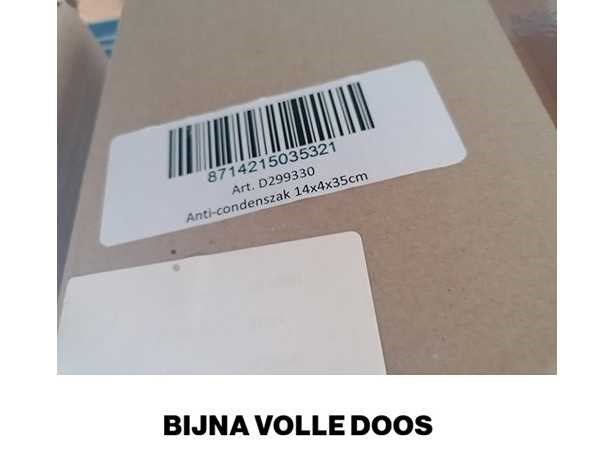 8714215035321
Art. D299330
Anti-condenszak 14x4x35cm
BIJNA VOLLE DOOS